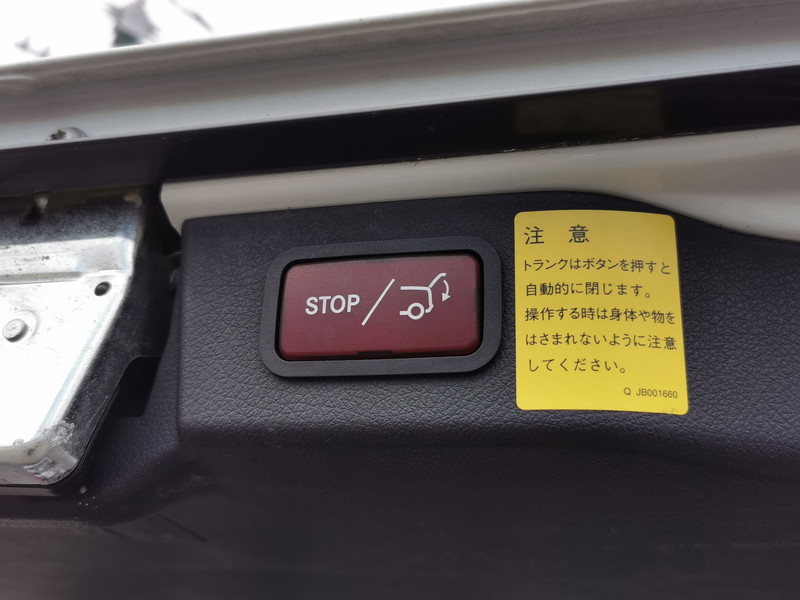 STOP /
注 意
トランクはボタンを押すと
自動的に閉じます。
操作する時は身体や物を
はさまれないように注意
してください。
Q JB001660